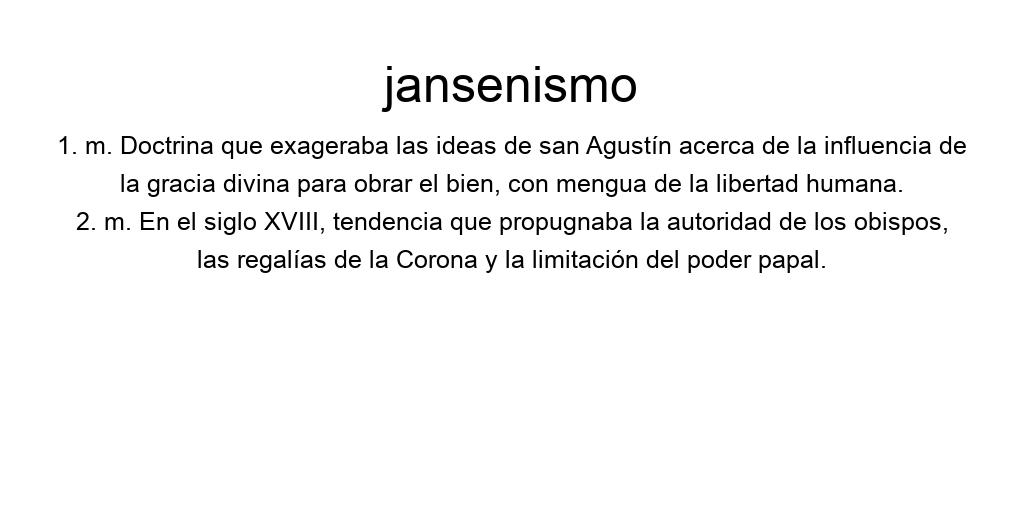 jansenismo
1. m. Doctrina que exageraba las ideas de san Agustín acerca de la influencia de
la gracia divina para obrar el bien, con mengua de la libertad humana.
2. m. En el siglo XVIII, tendencia que propugnaba la autoridad de los obispos,
las regalías de la Corona y la limitación del poder papal.